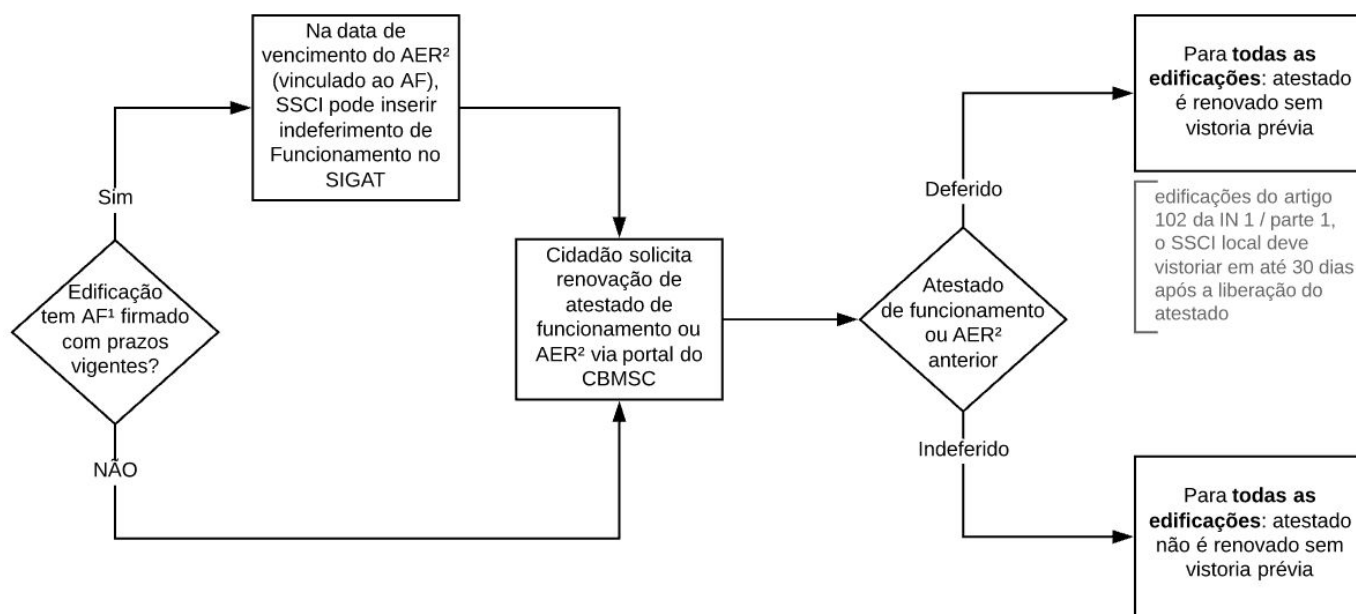 Edificação
tem AF¹ firmado
com prazos
vigentes?
Sim
Na data de
vencimento do AER²
(vinculado ao AF),
SSCI pode inserir
indeferimento de
Funcionamento no
SIGAT
NÃO
Cidadão solicita
renovação de
atestado de
funcionamento ou
AER² via portal do
CBMSC
Atestado
de funcionamento
ou AER²
anterior
Deferido
Para todas as
edificações: atestado
é renovado sem
vistoria prévia
edificações do artigo
102 da IN 1 / parte 1,
o SSCI local deve
vistoriar em até 30 dias
após a liberação do
atestado
Indeferido
Para todas as
edificações: atestado
não é renovado sem
vistoria prévia